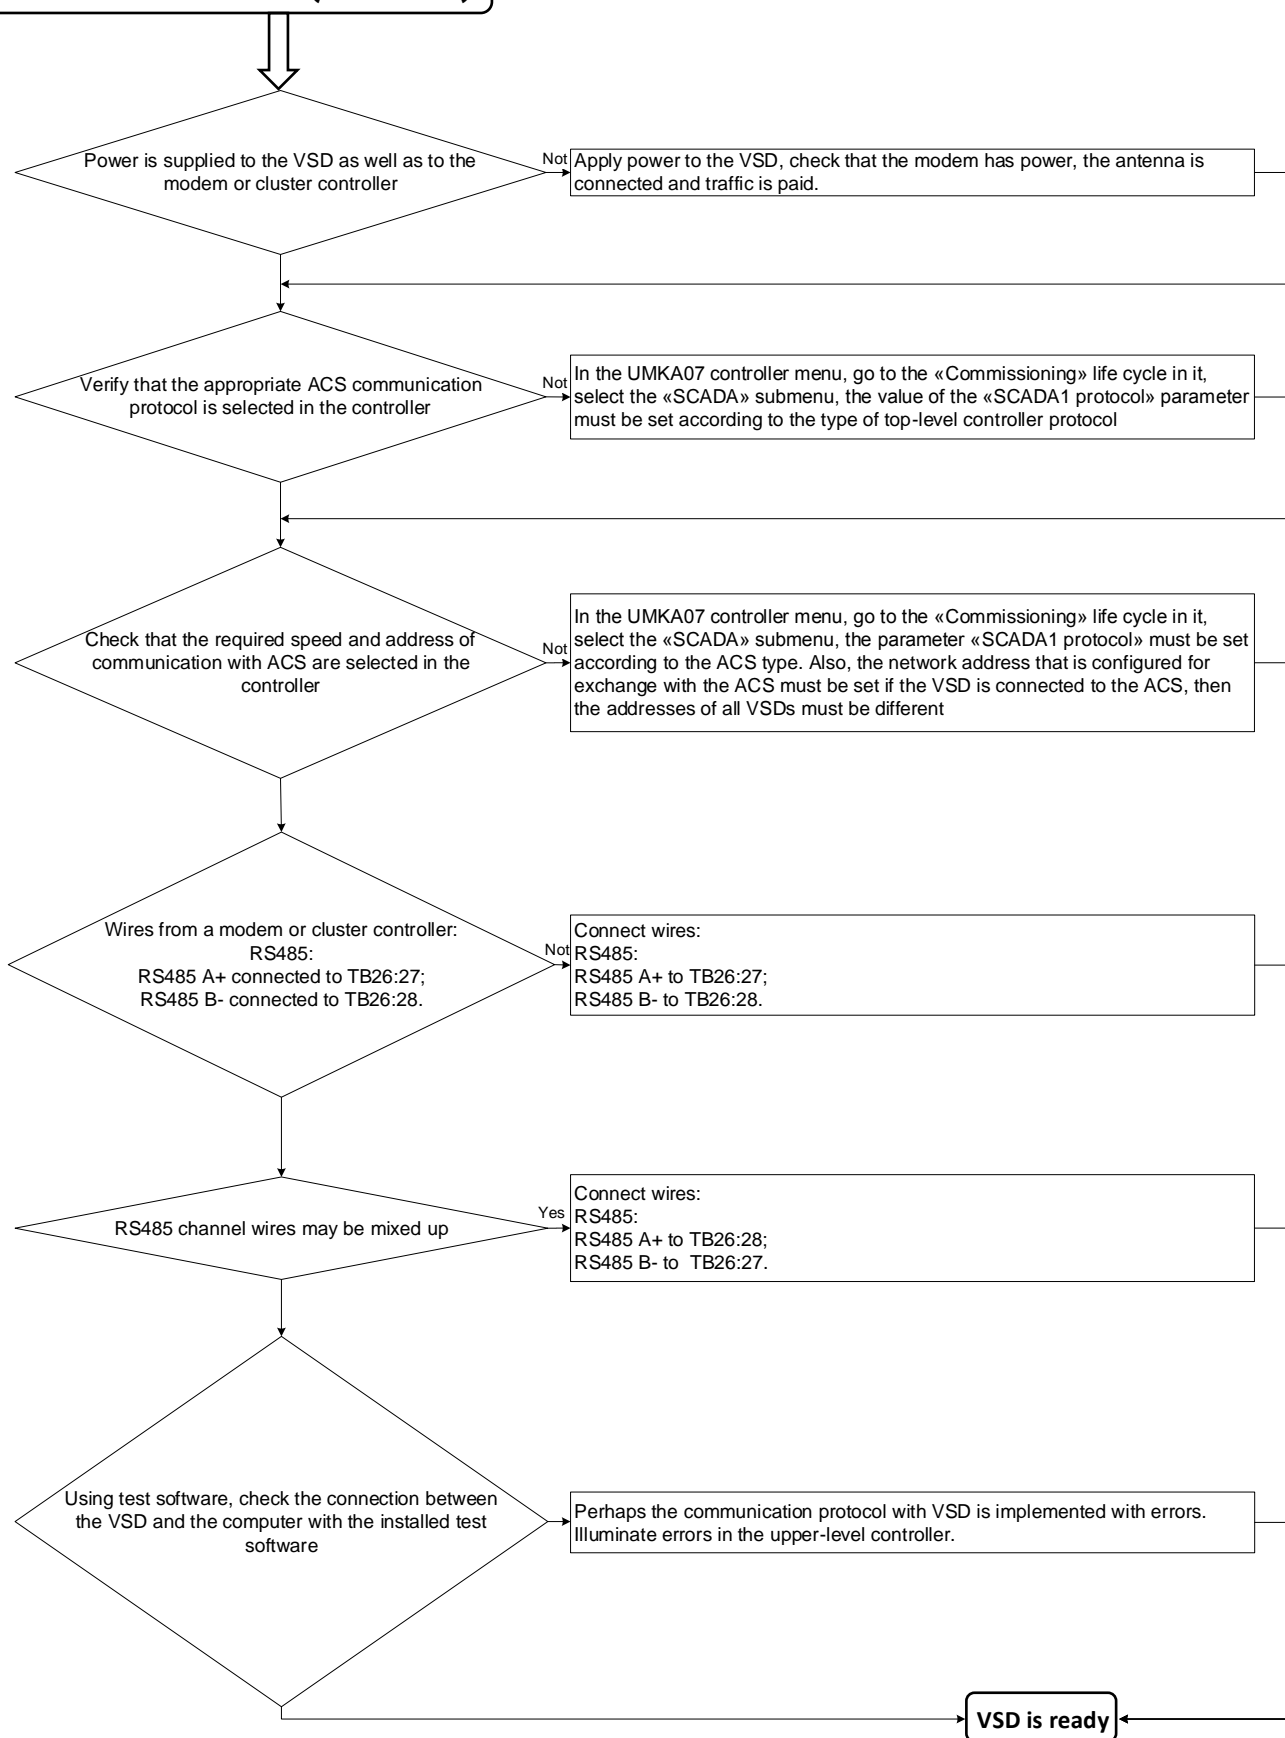 Power is supplied to the VSD as well as to the
modem or cluster controller
Not
Apply power to the VSD, check that the modem has power, the antenna is
connected and traffic is paid.
Verify that the appropriate ACS communication
protocol is selected in the controller
Not
In the UMKA07 controller menu, go to the «Commissioning» life cycle in it,
select the «SCADA» submenu, the value of the «SCADA1 protocol» parameter
must be set according to the type of top-level controller protocol
Check that the required speed and address of
communication with ACS are selected in the
controller
Not
In the UMKA07 controller menu, go to the «Commissioning» life cycle in it,
select the «SCADA» submenu, the parameter «SCADA1 protocol» must be set
according to the ACS type. Also, the network address that is configured for
exchange with the ACS must be set if the VSD is connected to the ACS, then
the addresses of all VSDs must be different
Wires from a modem or cluster controller:
RS485:
RS485 A+ connected to TB26:27;
RS485 B- connected to TB26:28.
Not
Connect wires:
RS485:
RS485 A+ to TB26:27;
RS485 B- to TB26:28.
RS485 channel wires may be mixed up
Yes
Connect wires:
RS485:
RS485 A+ to TB26:28;
RS485 B- to TB26:27.
Using test software, check the connection between
the VSD and the computer with the installed test
software
Perhaps the communication protocol with VSD is implemented with errors.
Illuminate errors in the upper-level controller.
VSD is ready